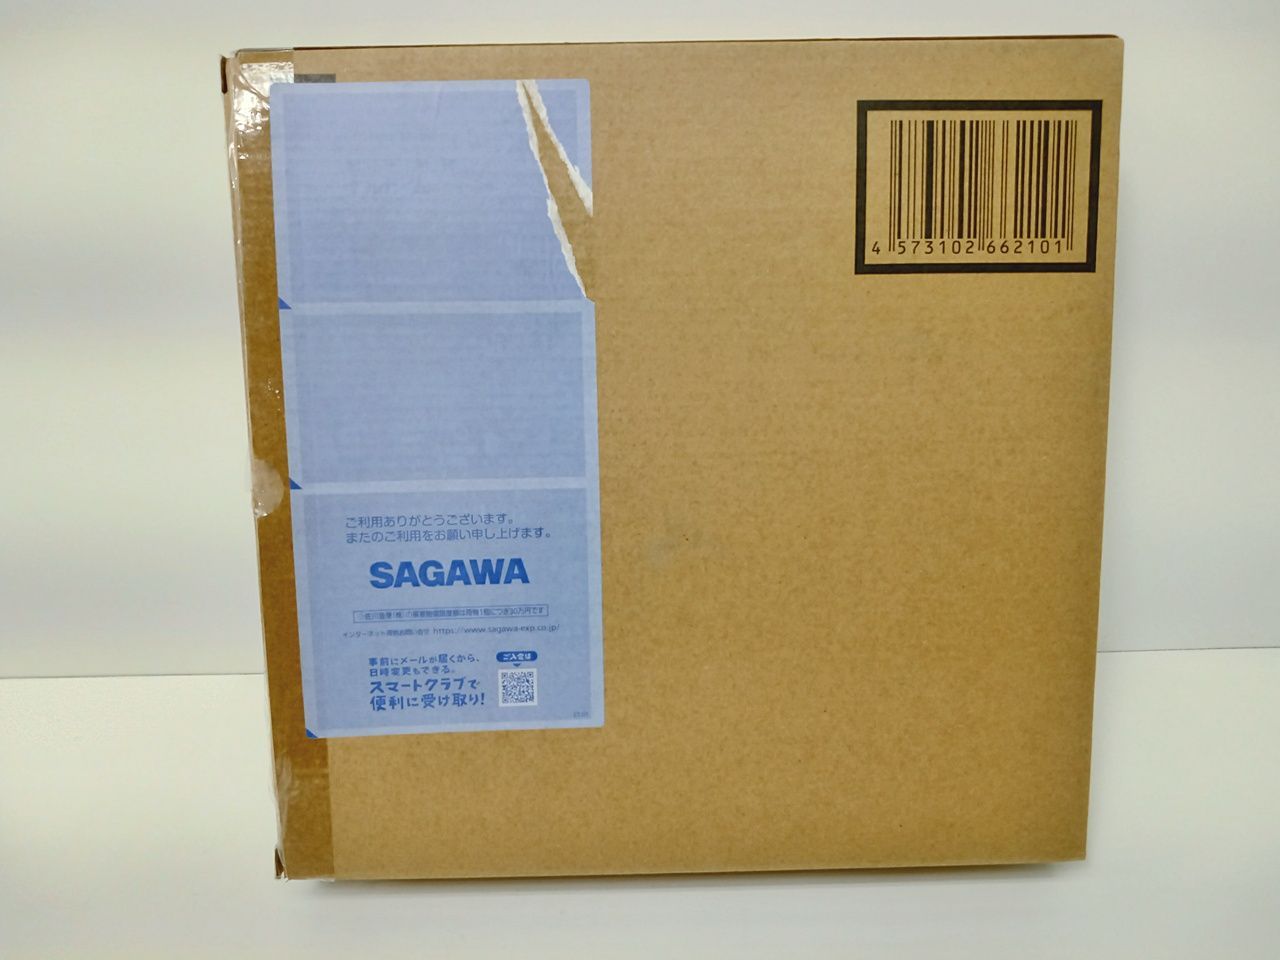 4 573102 662101
ご利用ありがとうございます。
またのご利用をお願い申し上げます。
SAGAWA
インターネット荷物お問い合せ https://www.sagawa-exp.co.jp/
事前にメールが届くから、
日時変更もできる。
スマートクラブで
便利に受け取り!
ご入会は